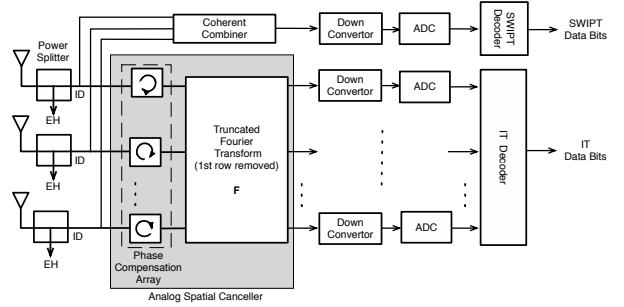 Coherent
Combiner
Down
Convertor
ADC
SWIPT
Decoder
SWIPT
Data Bits
Power
Splitter
ID
EH
Down
Convertor
ADC
Truncated
Fourier
Transform
(1st row removed)
F
ID
EH
IT Decoder
IT
Data Bits
ID
EH
Down
Convertor
ADC
Phase
Compensation
Array
Analog Spatial Canceller